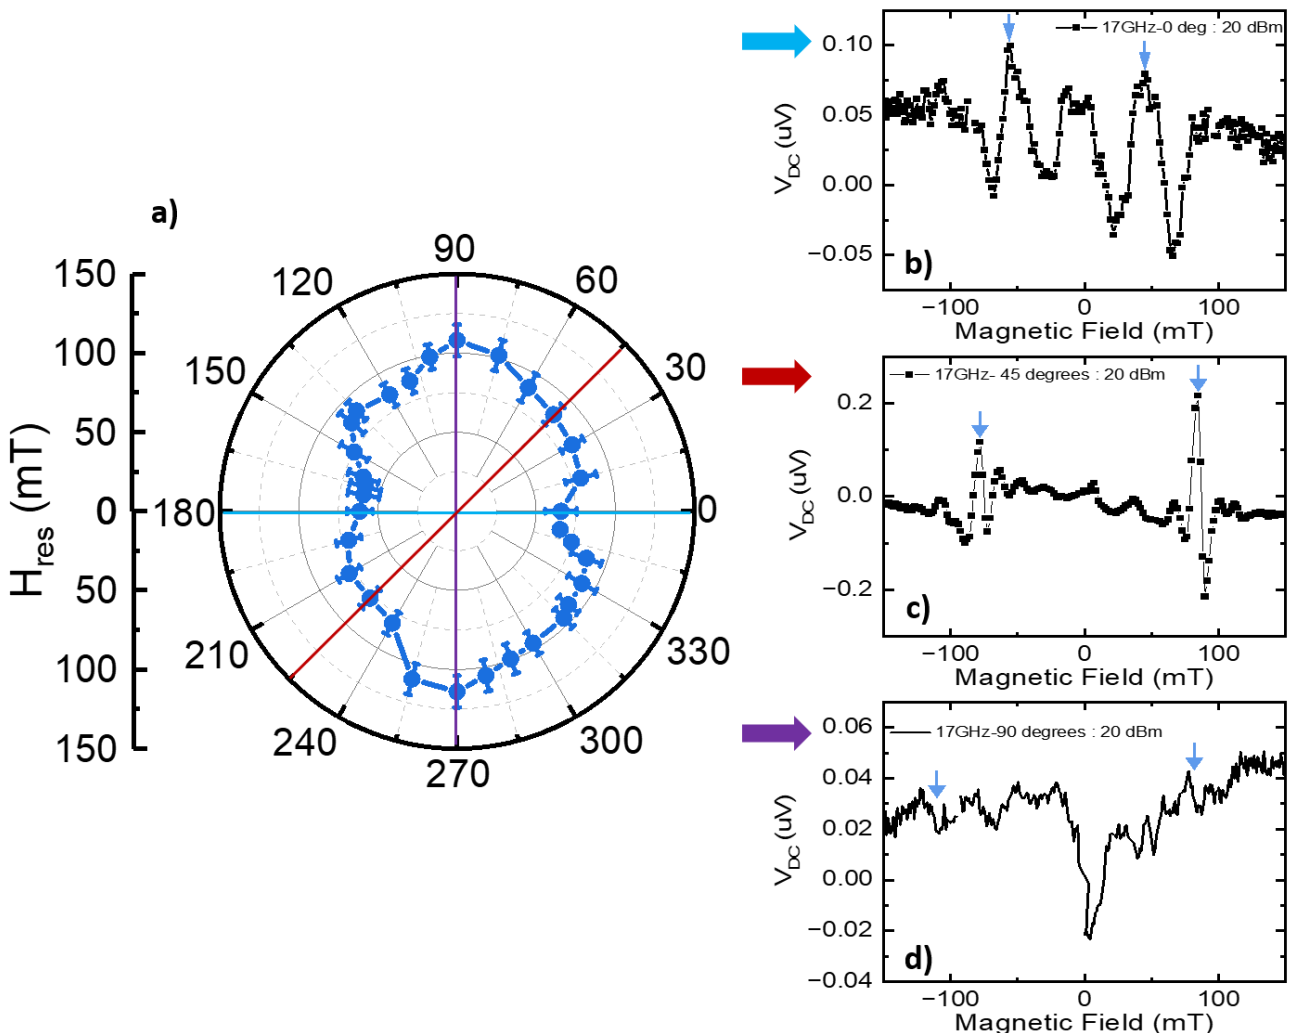 a)
150
100
50
0
50
100
150
H_res (mT)
90
60
30
0
330
300
270
240
210
180
150
120
17GHz-0 deg : 20 dBm
0.10
0.05
0.00
−0.05
V_DC (uV)
b)
−100 0 100
Magnetic Field (mT)
17GHz- 45 degrees : 20 dBm
0.2
0.0
−0.2
V_DC (uV)
c)
−100 0 100
Magnetic Field (mT)
17GHz-90 degrees : 20 dBm
0.06
0.04
0.02
0.00
−0.02
−0.04
V_DC (uV)
d)
−100 0 100
Magnetic Field (mT)